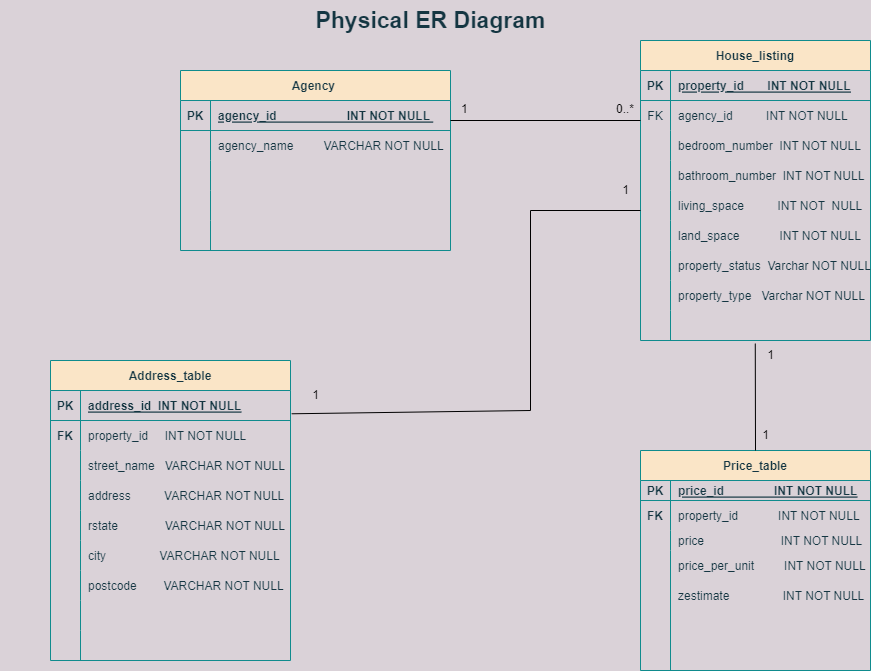 Physical ER Diagram
House_listing
PK property_id INT NOT NULL
FK agency_id INT NOT NULL
bedroom_number INT NOT NULL
bathroom_number INT NOT NULL
living_space INT NOT NULL
land_space INT NOT NULL
property_status Varchar NOT NULL
property_type Varchar NOT NULL
Agency
PK agency_id INT NOT NULL
agency_name VARCHAR NOT NULL
1
0..*
1
1
Address_table
PK address_id INT NOT NULL
FK property_id INT NOT NULL
street_name VARCHAR NOT NULL
address VARCHAR NOT NULL
rstate VARCHAR NOT NULL
city VARCHAR NOT NULL
postcode VARCHAR NOT NULL
1
1
Price_table
PK price_id INT NOT NULL
FK property_id INT NOT NULL
price INT NOT NULL
price_per_unit INT NOT NULL
zestimate INT NOT NULL